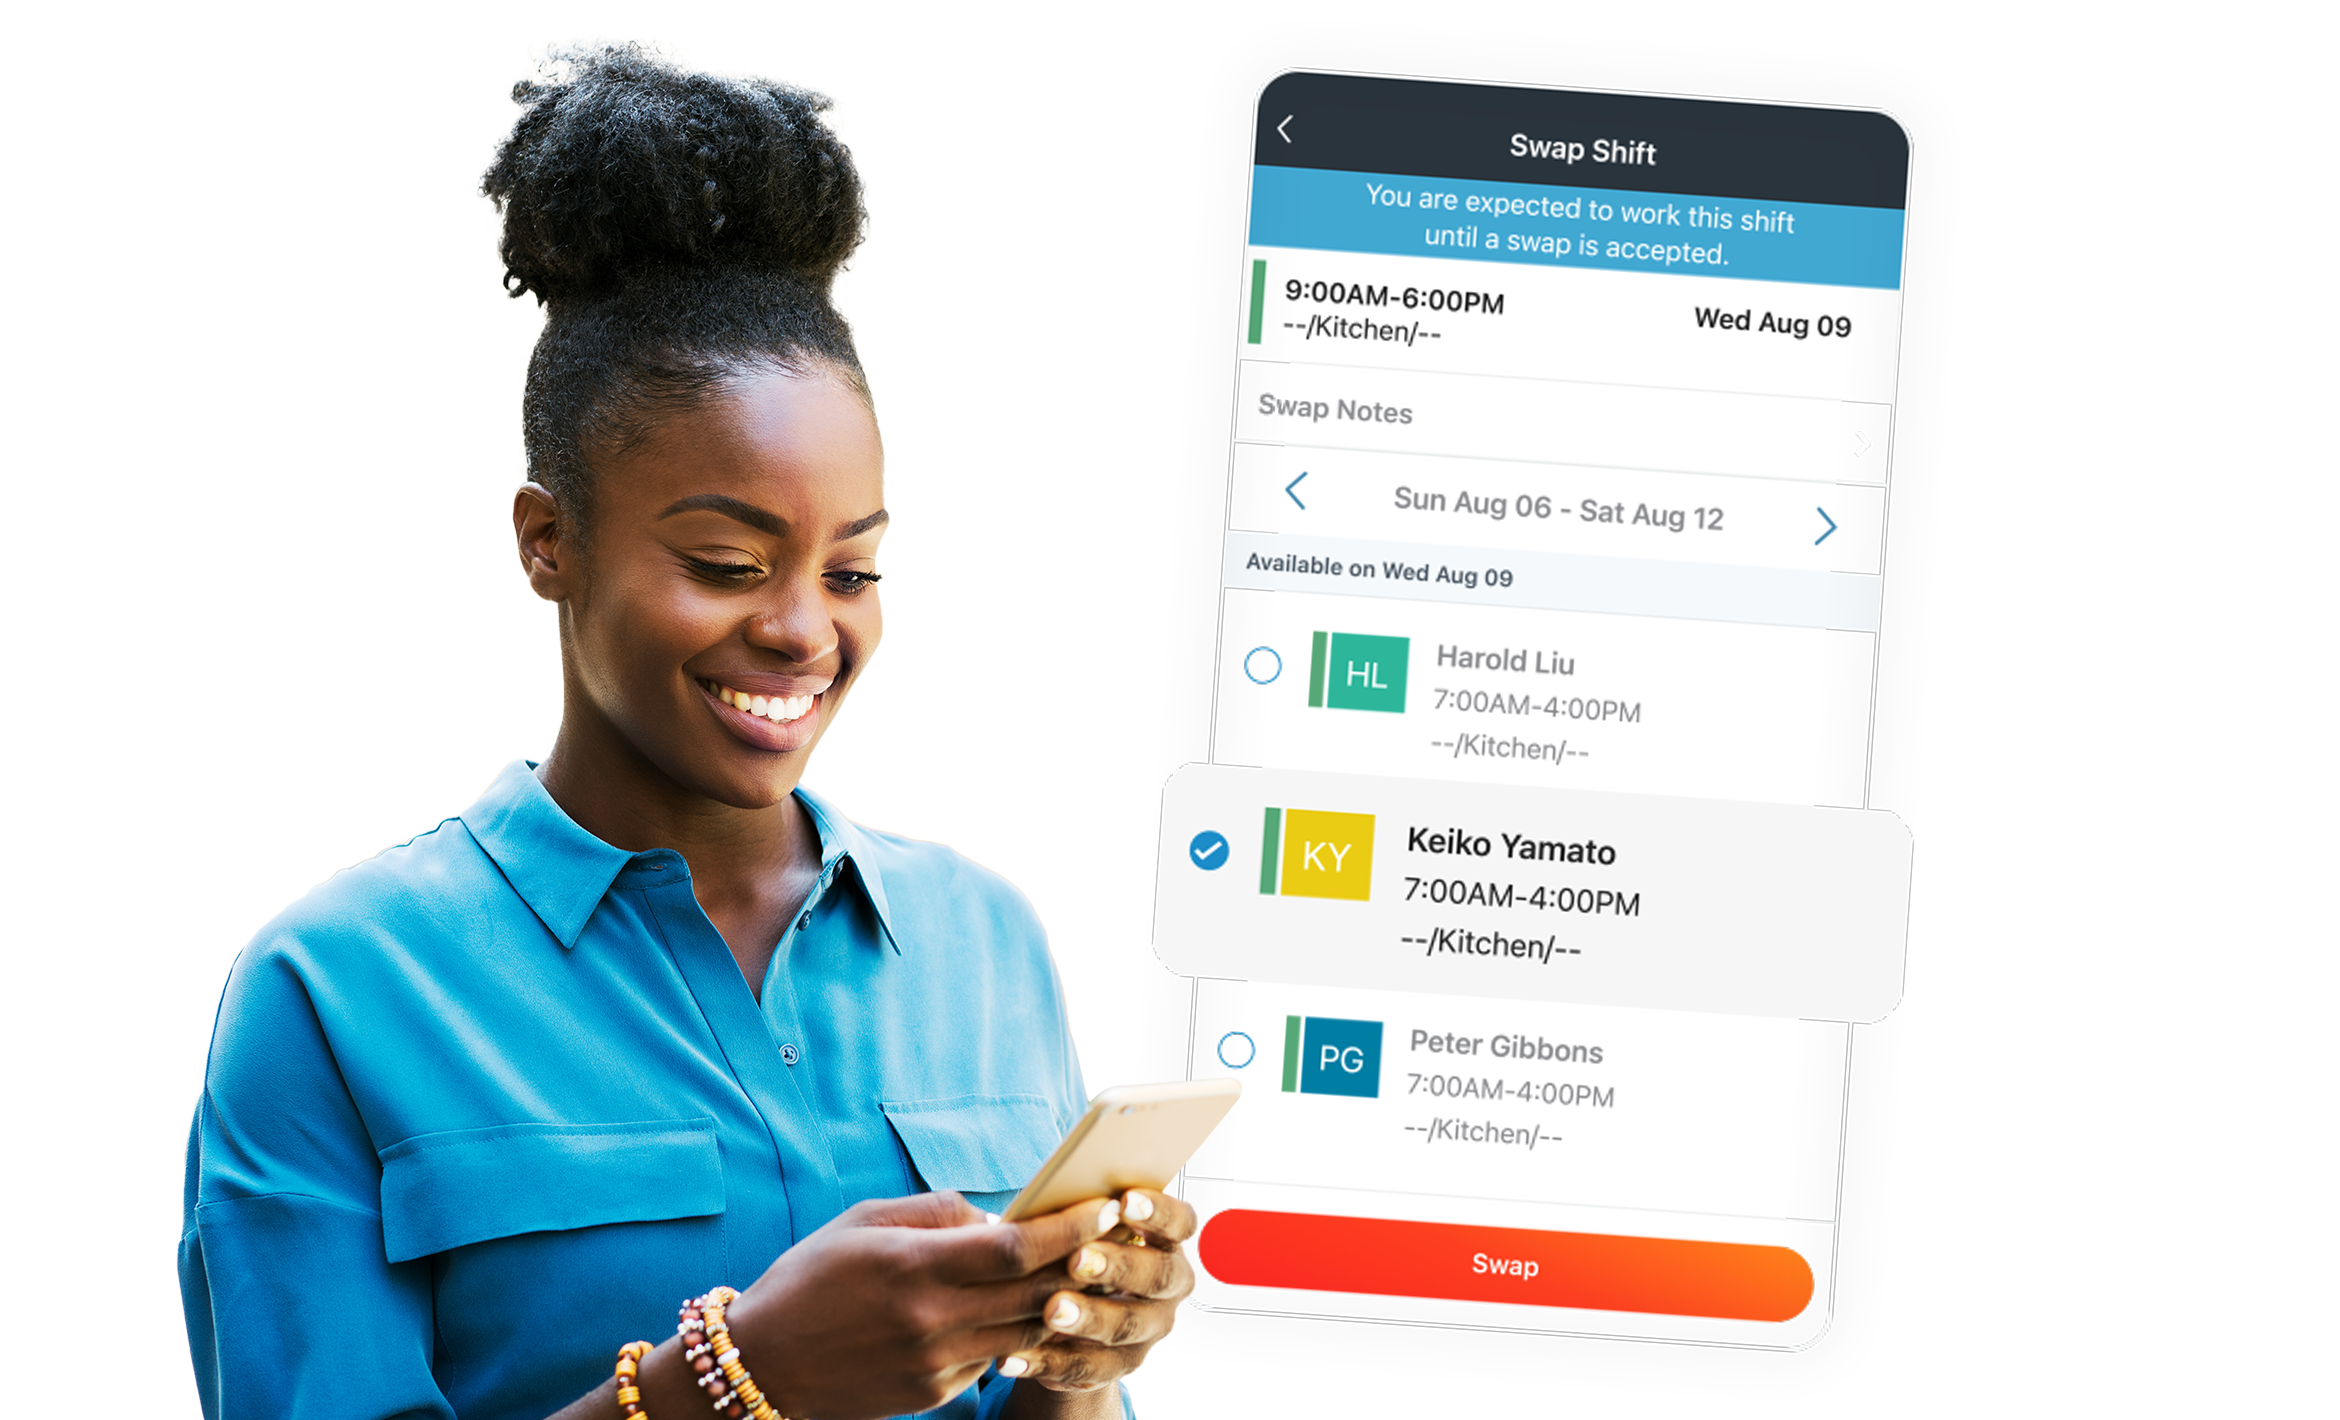 Swap Shift
You are expected to work this shift
until a swap is accepted.
9:00AM-6:00PM
Wed Aug 09
--/Kitchen/--
Swap Notes
Sun Aug 06 - Sat Aug 12
Available on Wed Aug 09
HL
Harold Liu
7:00AM-4:00PM
--/Kitchen/--
KY
Keiko Yamato
7:00AM-4:00PM
--/Kitchen/--
PG
Peter Gibbons
7:00AM-4:00PM
--/Kitchen/--
Swap